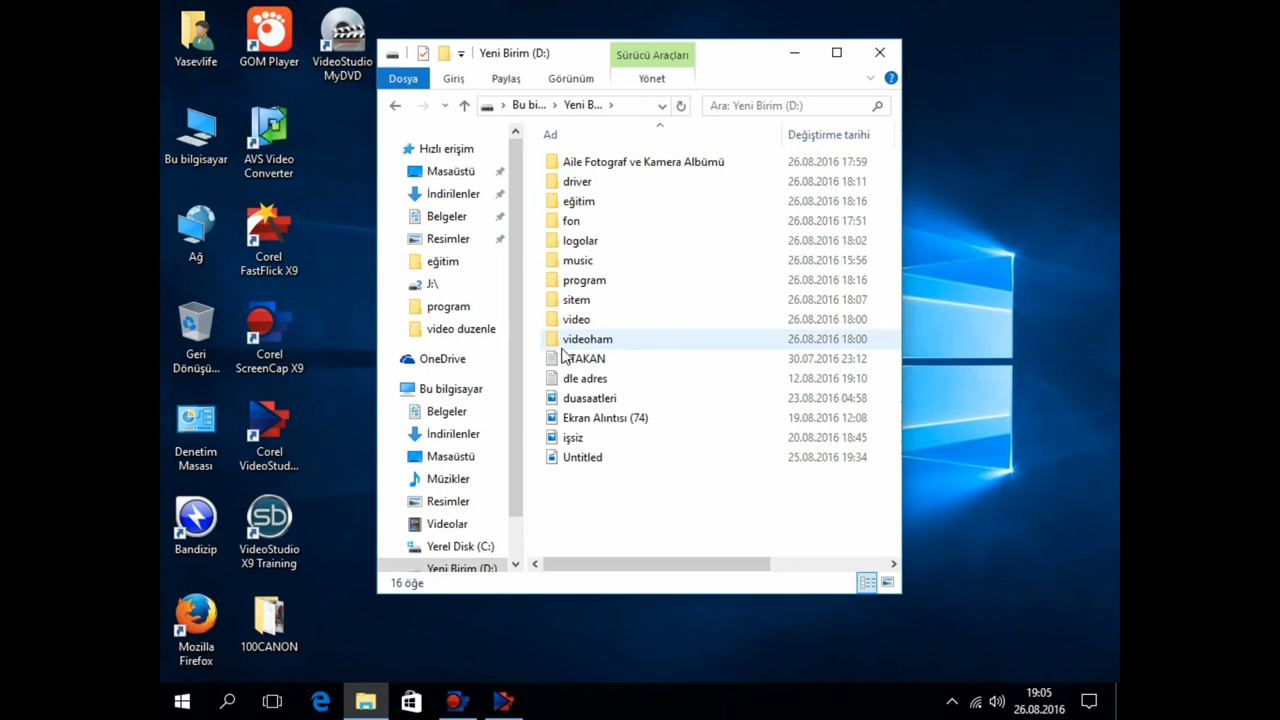 Yasevlife
GOM Player
VideoStudio
MyDVD
Bu bilgisayar
AVS Video
Converter
Ağ
Corel
FastFlick X9
Geri
Dönüşü...
Corel
ScreenCap X9
Denetim
Masası
Corel
VideoStud...
Bandizip
VideoStudio
X9 Training
Mozilla
Firefox
100CANON
Yeni Birim (D:)
Sürücü Araçları
Dosya
Giriş
Paylaş
Görünüm
Yönet
Bu bi...
Yeni B...
Ara: Yeni Birim (D:)
Hızlı erişim
Masaüstü
İndirilenler
Belgeler
Resimler
eğitim
J:\
program
video duzenle
OneDrive
Bu bilgisayar
Belgeler
İndirilenler
Masaüstü
Müzikler
Resimler
Videolar
Yerel Disk (C:)
Yeni Birim (D:)
Ad
Değiştirme tarihi
Aile Fotograf ve Kamera Albümü 26.08.2016 17:59
driver 26.08.2016 18:11
eğitim 26.08.2016 18:16
fon 26.08.2016 17:51
logolar 26.08.2016 18:02
music 26.08.2016 15:56
program 26.08.2016 18:16
sitem 26.08.2016 18:07
video 26.08.2016 18:00
videoham 26.08.2016 18:00
30.07.2016 23:12
dle adres 12.08.2016 19:10
duasaatleri 23.08.2016 04:58
Ekran Alıntısı (74) 19.08.2016 12:08
işsiz 20.08.2016 18:45
Untitled 25.08.2016 19:34
16 öğe
19:05
26.08.2016